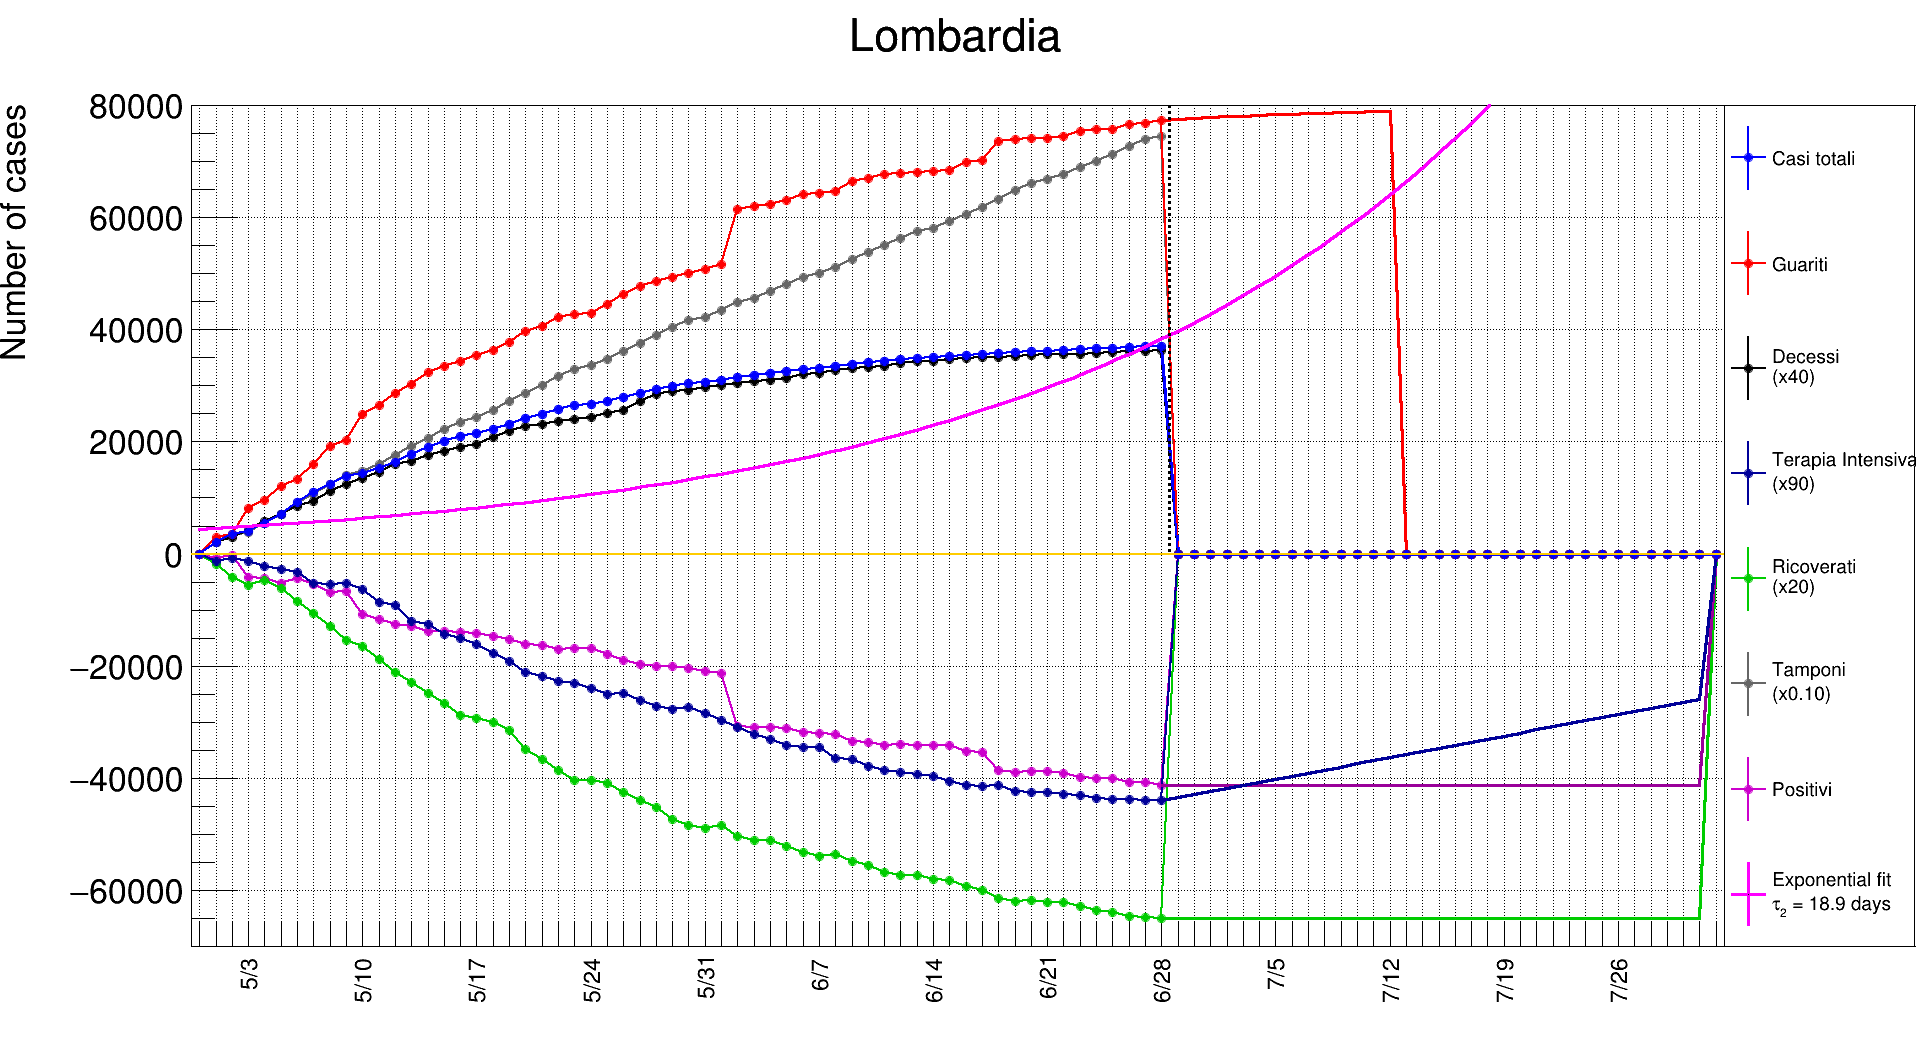 Lombardia
Number of cases
80000
60000
40000
20000
0
−20000
−40000
−60000
5/3
5/10
5/17
5/24
5/31
6/7
6/14
6/21
6/28
7/5
7/12
7/19
7/26
Casi totali
Guariti
Decessi
(x40)
Terapia Intensiva
(x90)
Ricoverati
(x20)
Tamponi
(x0.10)
Positivi
Exponential fit
τ2 = 18.9 days